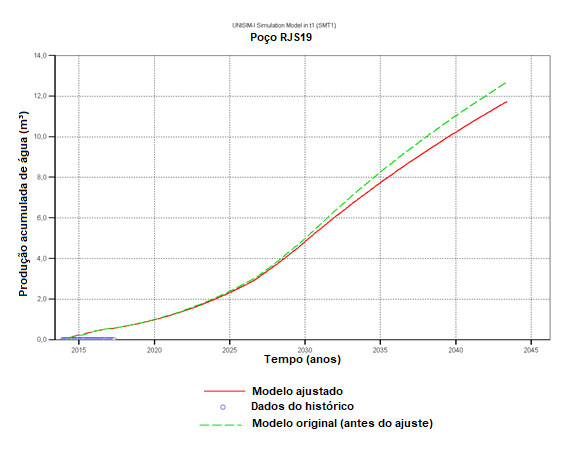 UNISIM-I Simulation Model in t1 (SMT1)
Poço RJS19
Produção acumulada de água (m³)
14,0
12,0
10,0
8,0
6,0
4,0
2,0
0,0
2015 2020 2025 2030 2035 2040 2045
Tempo (anos)
Modelo ajustado
Dados do histórico
Modelo original (antes do ajuste)